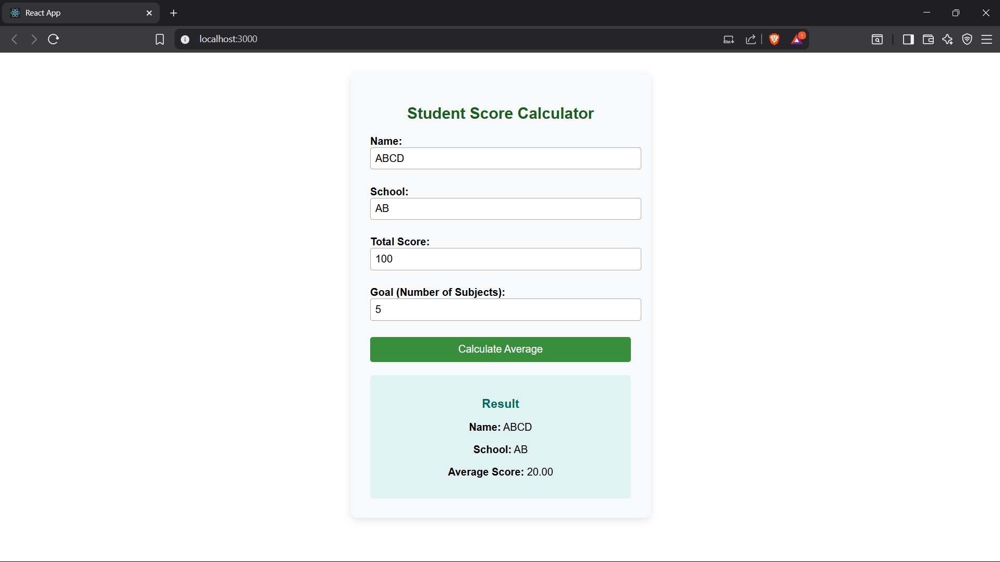 React App
localhost:3000
1
Student Score Calculator
Name:
ABCD
School:
AB
Total Score:
100
Goal (Number of Subjects):
5
Calculate Average
Result
Name: ABCD
School: AB
Average Score: 20.00